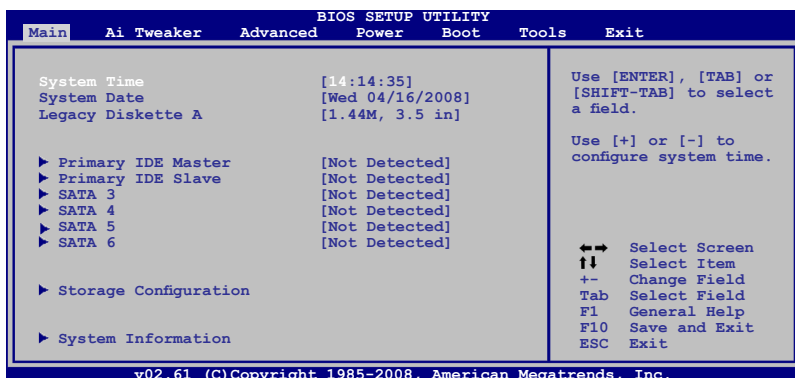 BIOS SETUP UTILITY
Main Ai Tweaker Advanced Power Boot Tools Exit
System Time [14:14:35]
System Date [Wed 04/16/2008]
Legacy Diskette A [1.44M, 3.5 in]
Primary IDE Master [Not Detected]
Primary IDE Slave [Not Detected]
SATA 3 [Not Detected]
SATA 4 [Not Detected]
SATA 5 [Not Detected]
SATA 6 [Not Detected]
Storage Configuration
System Information
Use [ENTER], [TAB] or
[SHIFT-TAB] to select
a field.
Use [+] or [-] to
configure system time.
←→ Select Screen
↑↓ Select Item
+- Change Field
Tab Select Field
F1 General Help
F10 Save and Exit
ESC Exit
v02.61 (C)Copyright 1985-2008, American Megatrends, Inc.